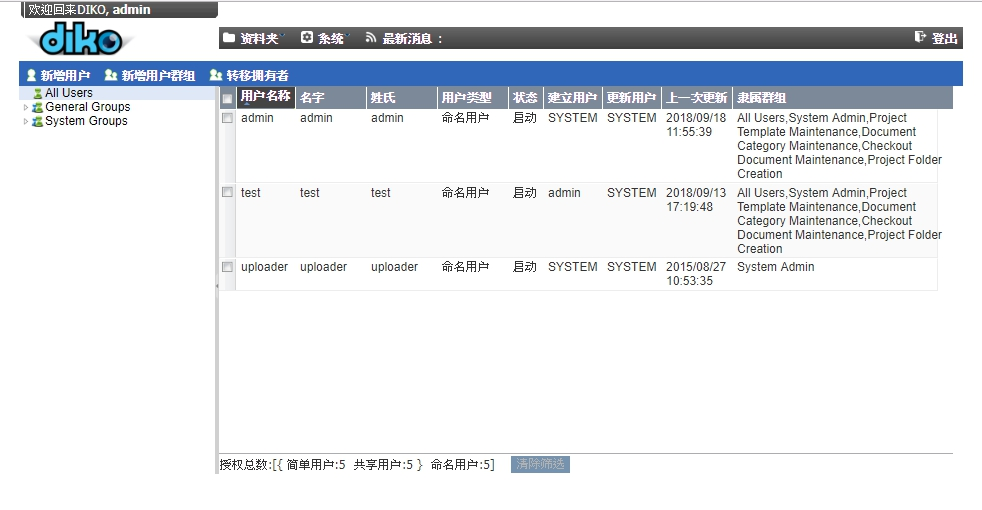 欢迎回来DIKO, admin
diko
资料夹 系统 最新消息： 登出
新增用户 新增用户群组 转移拥有者
All Users
General Groups
System Groups
用户名称 名字 姓氏 用户类型 状态 建立用户 更新用户 上一次更新 隶属群组
admin admin admin 命名用户 启动 SYSTEM SYSTEM 2018/09/18 All Users,System Admin,Project
11:55:39 Template Maintenance,Document
Category Maintenance,Checkout
Document Maintenance,Project Folder
Creation
test test test 命名用户 启动 admin SYSTEM 2018/09/13 All Users,System Admin,Project
17:19:48 Template Maintenance,Document
Category Maintenance,Checkout
Document Maintenance,Project Folder
Creation
uploader uploader uploader 命名用户 启动 SYSTEM SYSTEM 2015/08/27 System Admin
10:53:35
授权总数:[{ 简单用户:5 共享用户:5 } 命名用户:5] 清除筛选